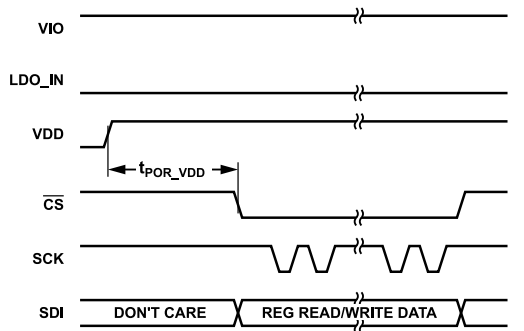 VIO
LDO_IN
VDD
tPOR_VDD
CS
SCK
SDI DON'T CARE REG READ/WRITE DATA